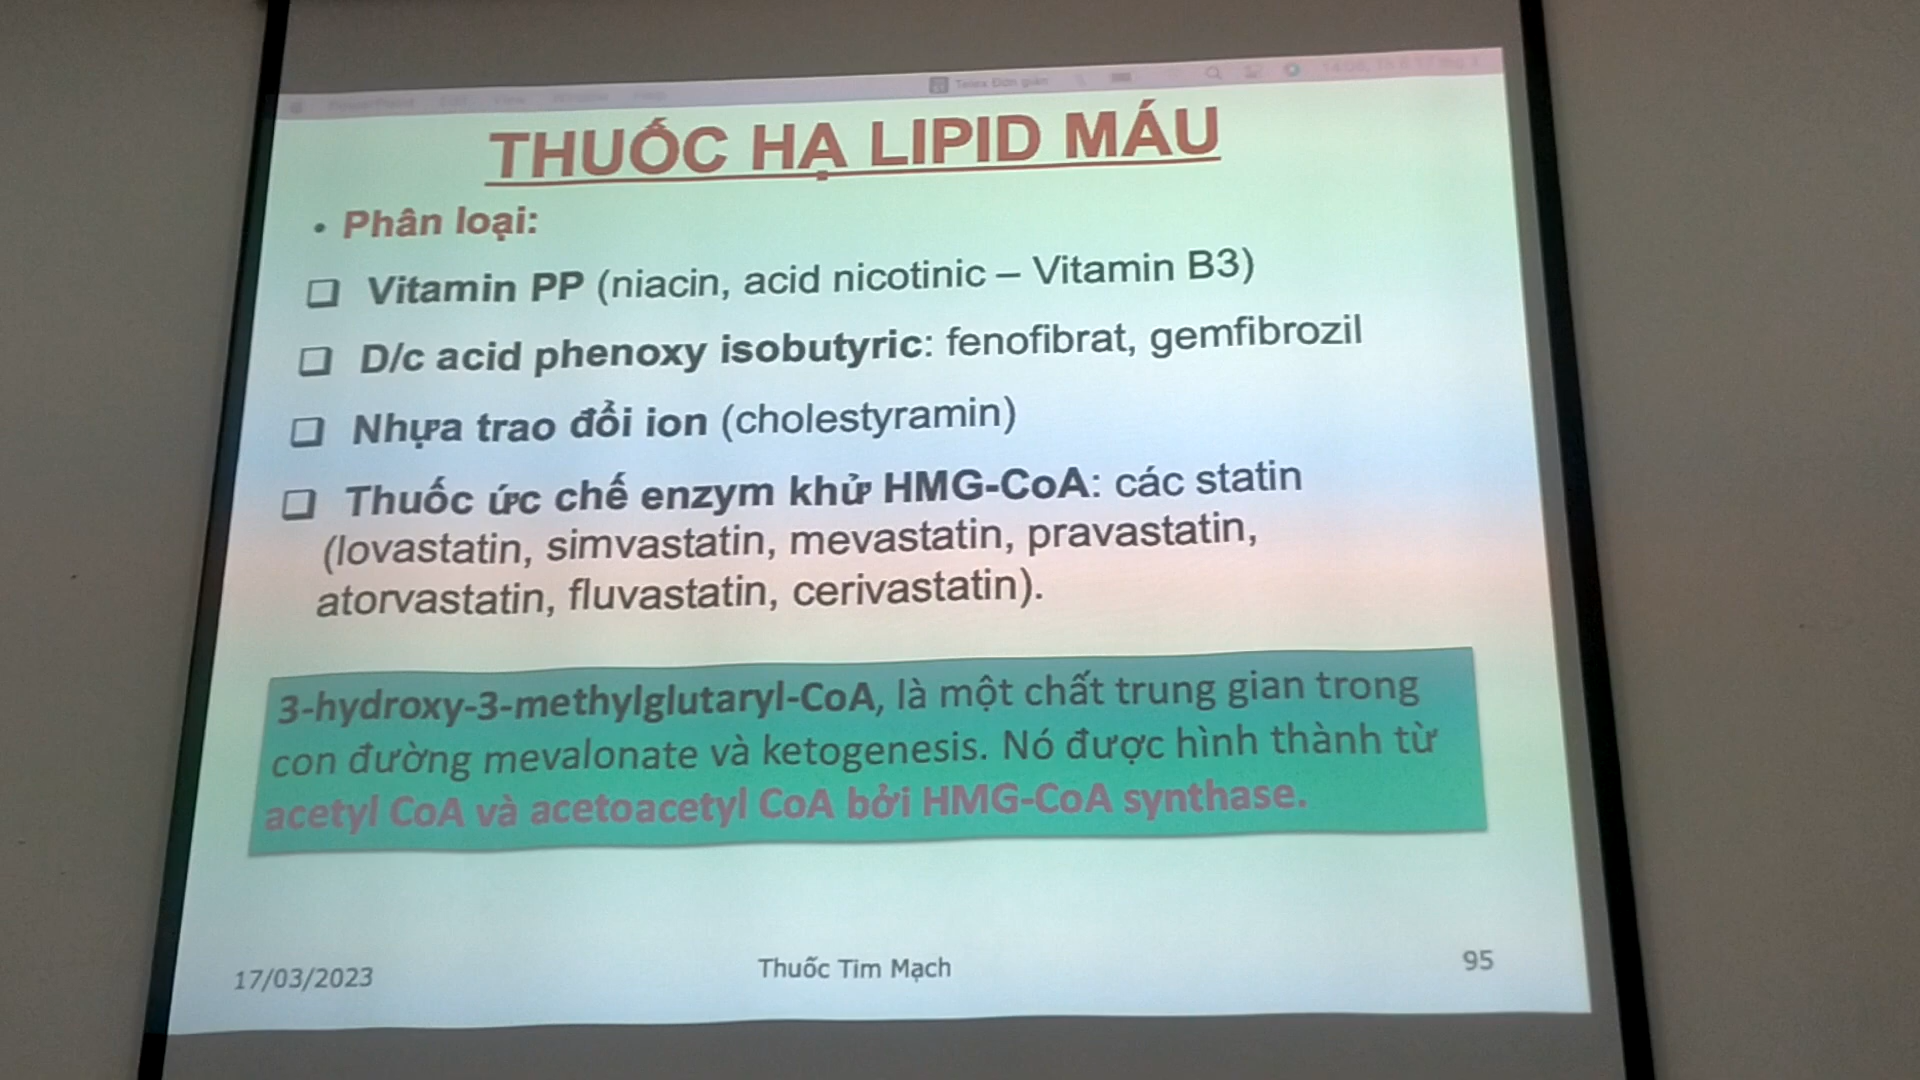 Telex Đơn giản
THUỐC HẠ LIPID MÁU
• Phân loại:
❑ Vitamin PP (niacin, acid nicotinic – Vitamin B3)
❑ D/c acid phenoxy isobutyric: fenofibrat, gemfibrozil
❑ Nhựa trao đổi ion (cholestyramin)
❑ Thuốc ức chế enzym khử HMG-CoA: các statin
(lovastatin, simvastatin, mevastatin, pravastatin,
atorvastatin, fluvastatin, cerivastatin).
3-hydroxy-3-methylglutaryl-CoA, là một chất trung gian trong
con đường mevalonate và ketogenesis. Nó được hình thành từ
acetyl CoA và acetoacetyl CoA bởi HMG-CoA synthase.
17/03/2023
Thuốc Tim Mạch
95